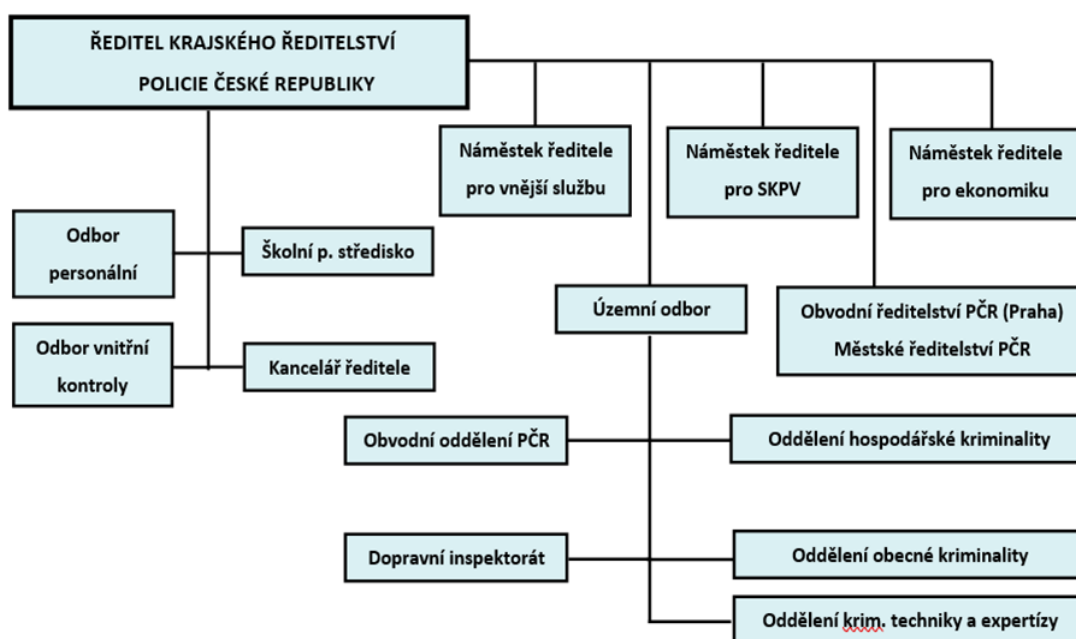 ŘEDITEL KRAJSKÉHO ŘEDITELSTVÍ
POLICIE ČESKÉ REPUBLIKY
Náměstek ředitele
pro vnější službu
Náměstek ředitele
pro SKPV
Náměstek ředitele
pro ekonomiku
Odbor
personální
Školní p. středisko
Odbor vnitřní
kontroly
Kancelář ředitele
Územní odbor
Obvodní ředitelství PČR (Praha)
Městské ředitelství PČR
Obvodní oddělení PČR
Oddělení hospodářské kriminality
Dopravní inspektorát
Oddělení obecné kriminality
Oddělení krim. techniky a expertízy